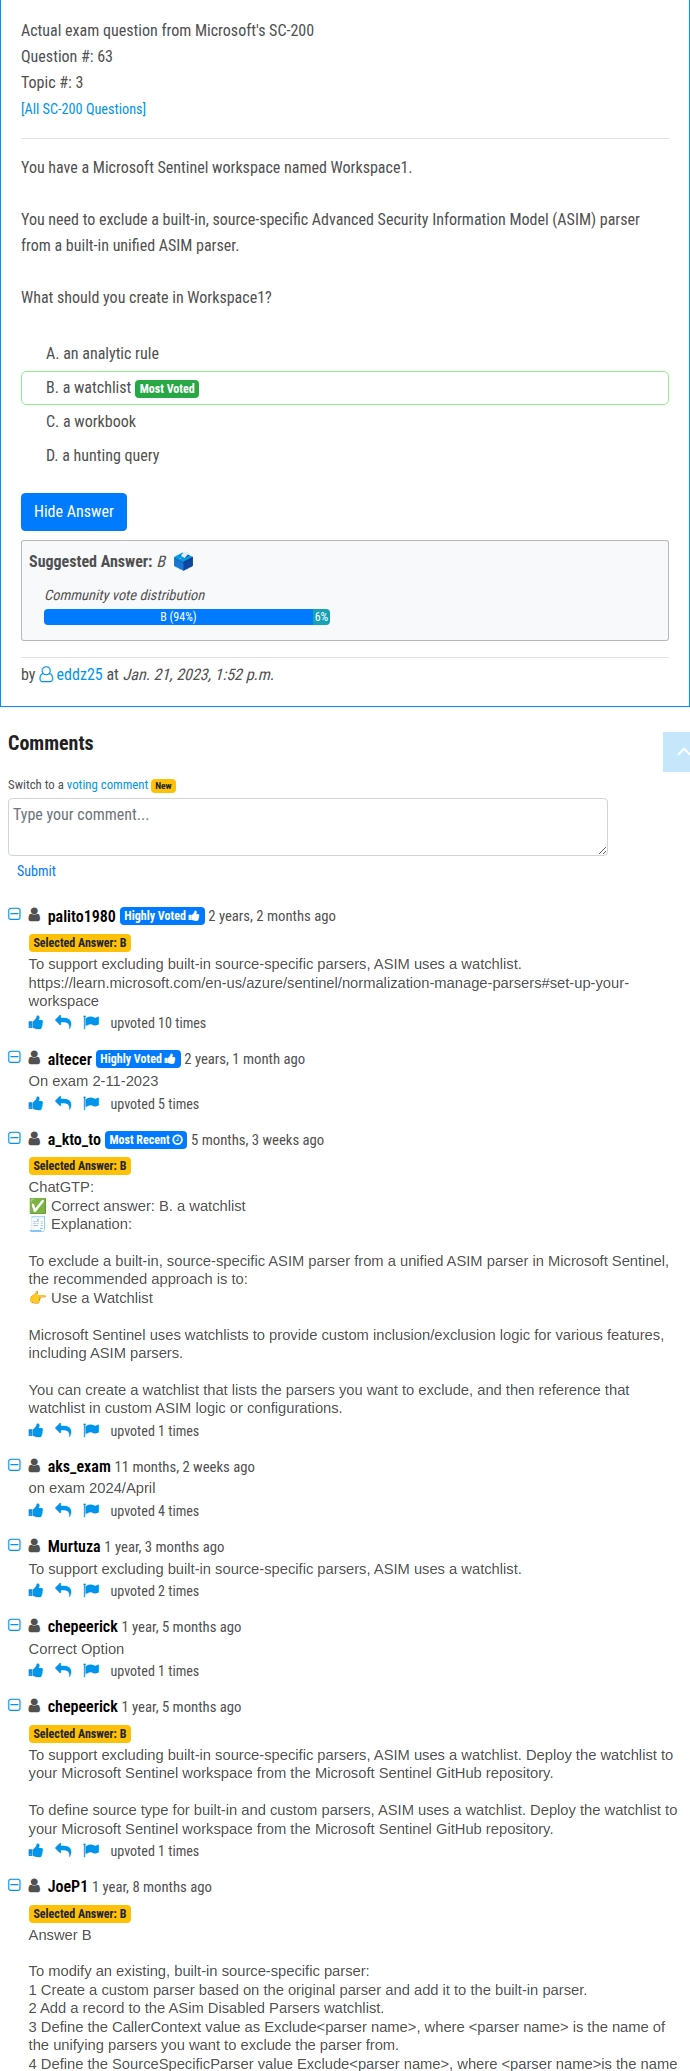 Actual exam question from Microsoft's SC-200
Question #: 63
Topic #: 3
[All SC-200 Questions]
You have a Microsoft Sentinel workspace named Workspace1.
You need to exclude a built-in, source-specific Advanced Security Information Model (ASIM) parser
from a built-in unified ASIM parser.
What should you create in Workspace1?
A. an analytic rule
B. a watchlist Most Voted
C. a workbook
D. a hunting query
Hide Answer
Suggested Answer: B
Community vote distribution
B (94%) 6%
by eddz25 at Jan. 21, 2023, 1:52 p.m.
Comments
Switch to a voting comment New
Type your comment...
Submit
palito1980 Highly Voted 2 years, 2 months ago
Selected Answer: B
To support excluding built-in source-specific parsers, ASIM uses a watchlist.
https://learn.microsoft.com/en-us/azure/sentinel/normalization-manage-parsers#set-up-your-
workspace
upvoted 10 times
altecer Highly Voted 2 years, 1 month ago
On exam 2-11-2023
upvoted 5 times
a_kto_to Most Recent 5 months, 3 weeks ago
Selected Answer: B
ChatGTP:
✅ Correct answer: B. a watchlist
🧾 Explanation:
To exclude a built-in, source-specific ASIM parser from a unified ASIM parser in Microsoft Sentinel,
the recommended approach is to:
👉 Use a Watchlist
Microsoft Sentinel uses watchlists to provide custom inclusion/exclusion logic for various features,
including ASIM parsers.
You can create a watchlist that lists the parsers you want to exclude, and then reference that
watchlist in custom ASIM logic or configurations.
upvoted 1 times
aks_exam 11 months, 2 weeks ago
on exam 2024/April
upvoted 4 times
Murtuza 1 year, 3 months ago
To support excluding built-in source-specific parsers, ASIM uses a watchlist.
upvoted 2 times
chepeerick 1 year, 5 months ago
Correct Option
upvoted 1 times
chepeerick 1 year, 5 months ago
Selected Answer: B
To support excluding built-in source-specific parsers, ASIM uses a watchlist. Deploy the watchlist to
your Microsoft Sentinel workspace from the Microsoft Sentinel GitHub repository.
To define source type for built-in and custom parsers, ASIM uses a watchlist. Deploy the watchlist to
your Microsoft Sentinel workspace from the Microsoft Sentinel GitHub repository.
upvoted 1 times
JoeP1 1 year, 8 months ago
Selected Answer: B
Answer B
To modify an existing, built-in source-specific parser:
1 Create a custom parser based on the original parser and add it to the built-in parser.
2 Add a record to the ASim Disabled Parsers watchlist.
3 Define the CallerContext value as Exclude<parser name>, where <parser name> is the name of
the unifying parsers you want to exclude the parser from.
4 Define the SourceSpecificParser value Exclude<parser name>, where <parser name>is the name